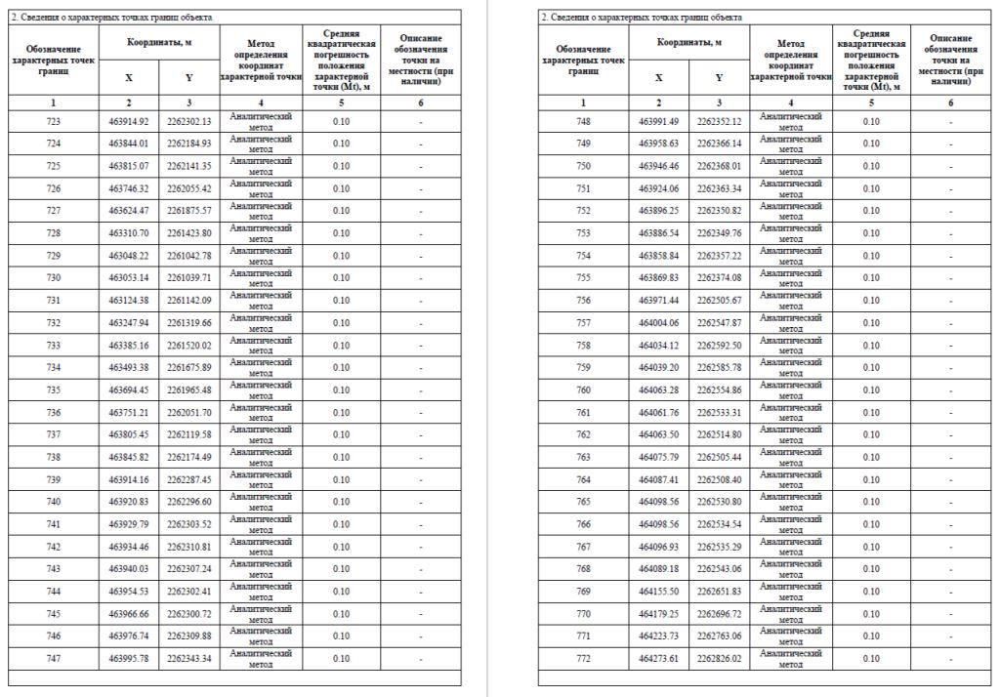 2. Сведения о характерных точках границ объекта
Обозначение характерных точек границ | Координаты, м | Метод определения координат характерной точки | Средняя квадратическая погрешность положения характерной точки (Mt), м | Описание обозначения точки на местности (при наличии)
X | Y
1 | 2 | 3 | 4 | 5 | 6
723 | 463914.92 | 2262302.13 | Аналитический метод | 0.10 | -
724 | 463844.01 | 2262184.93 | Аналитический метод | 0.10 | -
725 | 463815.07 | 2262141.35 | Аналитический метод | 0.10 | -
726 | 463746.32 | 2262055.42 | Аналитический метод | 0.10 | -
727 | 463624.47 | 2261875.57 | Аналитический метод | 0.10 | -
728 | 463310.70 | 2261423.80 | Аналитический метод | 0.10 | -
729 | 463048.22 | 2261042.78 | Аналитический метод | 0.10 | -
730 | 463053.14 | 2261039.71 | Аналитический метод | 0.10 | -
731 | 463124.38 | 2261142.09 | Аналитический метод | 0.10 | -
732 | 463247.94 | 2261319.66 | Аналитический метод | 0.10 | -
733 | 463385.16 | 2261520.02 | Аналитический метод | 0.10 | -
734 | 463493.38 | 2261675.89 | Аналитический метод | 0.10 | -
735 | 463694.45 | 2261965.48 | Аналитический метод | 0.10 | -
736 | 463751.21 | 2262051.70 | Аналитический метод | 0.10 | -
737 | 463805.45 | 2262119.58 | Аналитический метод | 0.10 | -
738 | 463845.82 | 2262174.49 | Аналитический метод | 0.10 | -
739 | 463914.16 | 2262287.45 | Аналитический метод | 0.10 | -
740 | 463920.83 | 2262296.60 | Аналитический метод | 0.10 | -
741 | 463929.79 | 2262303.52 | Аналитический метод | 0.10 | -
742 | 463934.46 | 2262310.81 | Аналитический метод | 0.10 | -
743 | 463940.03 | 2262307.24 | Аналитический метод | 0.10 | -
744 | 463954.53 | 2262302.41 | Аналитический метод | 0.10 | -
745 | 463966.66 | 2262300.72 | Аналитический метод | 0.10 | -
746 | 463976.74 | 2262309.88 | Аналитический метод | 0.10 | -
747 | 463995.78 | 2262343.34 | Аналитический метод | 0.10 | -
2. Сведения о характерных точках границ объекта
Обозначение характерных точек границ | Координаты, м | Метод определения координат характерной точки | Средняя квадратическая погрешность положения характерной точки (Mt), м | Описание обозначения точки на местности (при наличии)
X | Y
1 | 2 | 3 | 4 | 5 | 6
748 | 463991.49 | 2262352.12 | Аналитический метод | 0.10 | -
749 | 463958.63 | 2262366.14 | Аналитический метод | 0.10 | -
750 | 463946.46 | 2262368.01 | Аналитический метод | 0.10 | -
751 | 463924.06 | 2262363.34 | Аналитический метод | 0.10 | -
752 | 463896.25 | 2262350.82 | Аналитический метод | 0.10 | -
753 | 463886.54 | 2262349.76 | Аналитический метод | 0.10 | -
754 | 463858.84 | 2262357.22 | Аналитический метод | 0.10 | -
755 | 463869.83 | 2262374.08 | Аналитический метод | 0.10 | -
756 | 463971.44 | 2262505.67 | Аналитический метод | 0.10 | -
757 | 464004.06 | 2262547.87 | Аналитический метод | 0.10 | -
758 | 464034.12 | 2262592.50 | Аналитический метод | 0.10 | -
759 | 464039.20 | 2262585.78 | Аналитический метод | 0.10 | -
760 | 464063.28 | 2262554.86 | Аналитический метод | 0.10 | -
761 | 464061.76 | 2262533.31 | Аналитический метод | 0.10 | -
762 | 464063.50 | 2262514.80 | Аналитический метод | 0.10 | -
763 | 464075.79 | 2262505.44 | Аналитический метод | 0.10 | -
764 | 464087.41 | 2262508.40 | Аналитический метод | 0.10 | -
765 | 464098.56 | 2262530.80 | Аналитический метод | 0.10 | -
766 | 464098.56 | 2262534.54 | Аналитический метод | 0.10 | -
767 | 464096.93 | 2262535.29 | Аналитический метод | 0.10 | -
768 | 464089.18 | 2262543.06 | Аналитический метод | 0.10 | -
769 | 464155.50 | 2262651.83 | Аналитический метод | 0.10 | -
770 | 464179.25 | 2262696.72 | Аналитический метод | 0.10 | -
771 | 464223.73 | 2262763.06 | Аналитический метод | 0.10 | -
772 | 464273.61 | 2262826.02 | Аналитический метод | 0.10 | -